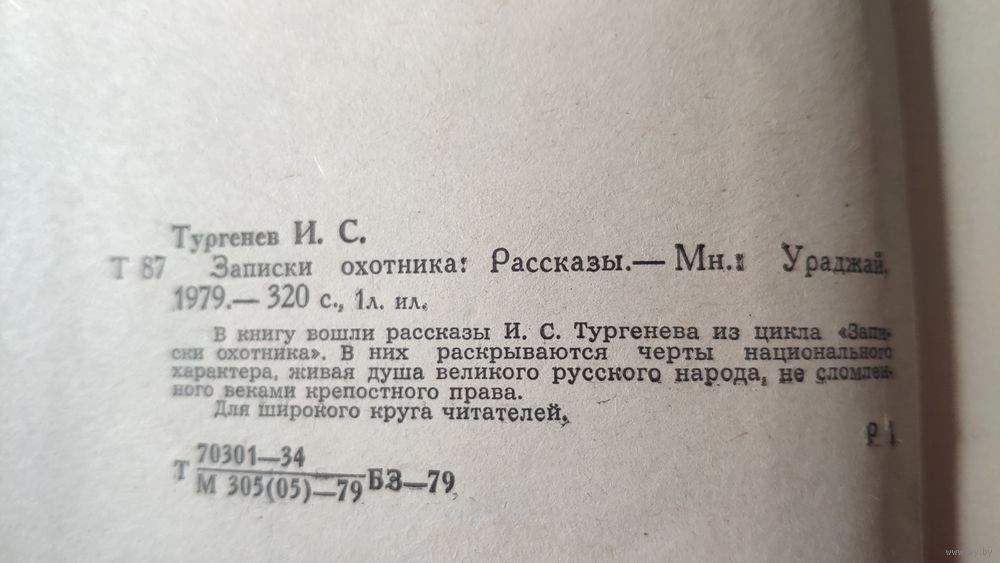 Тургенев И. С.
Т 87 Записки охотника: Рассказы.— Мн.: Ураджай,
1979.— 320 с., 1л. ил.
В книгу вошли рассказы И. С. Тургенева из цикла «Запи-
ски охотника». В них раскрываются черты национального
характера, живая душа великого русского народа, не сломлен-
ного веками крепостного права.
Для широкого круга читателей.
Р 1
Т 70301—34
М 305(05)—79 БЗ—79